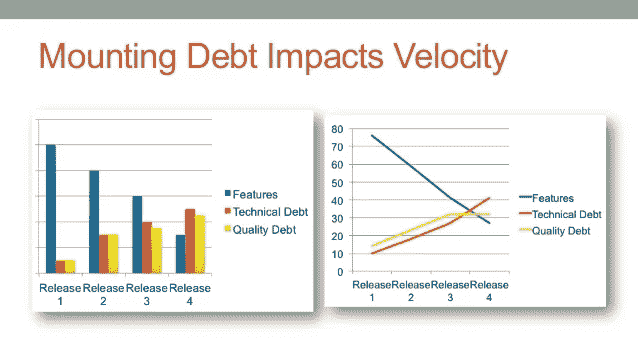 Mounting Debt Impacts Velocity
Features
Technical Debt
Quality Debt
Release Release Release Release
1 2 3 4
80
70
60
50
40
30
20
10
0
Features
Technical Debt
Quality Debt
Release Release Release Release
1 2 3 4